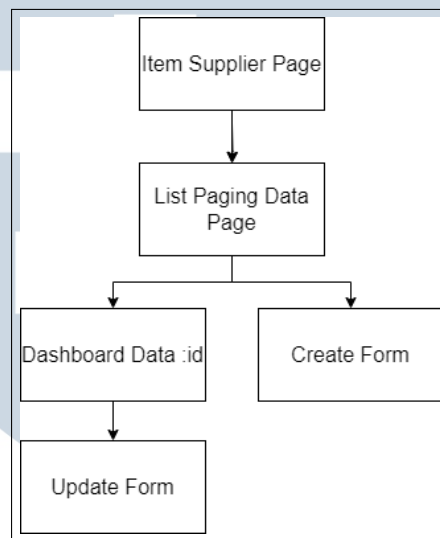 Item Supplier Page
List Paging Data
Page
Dashboard Data :id
Create Form
Update Form